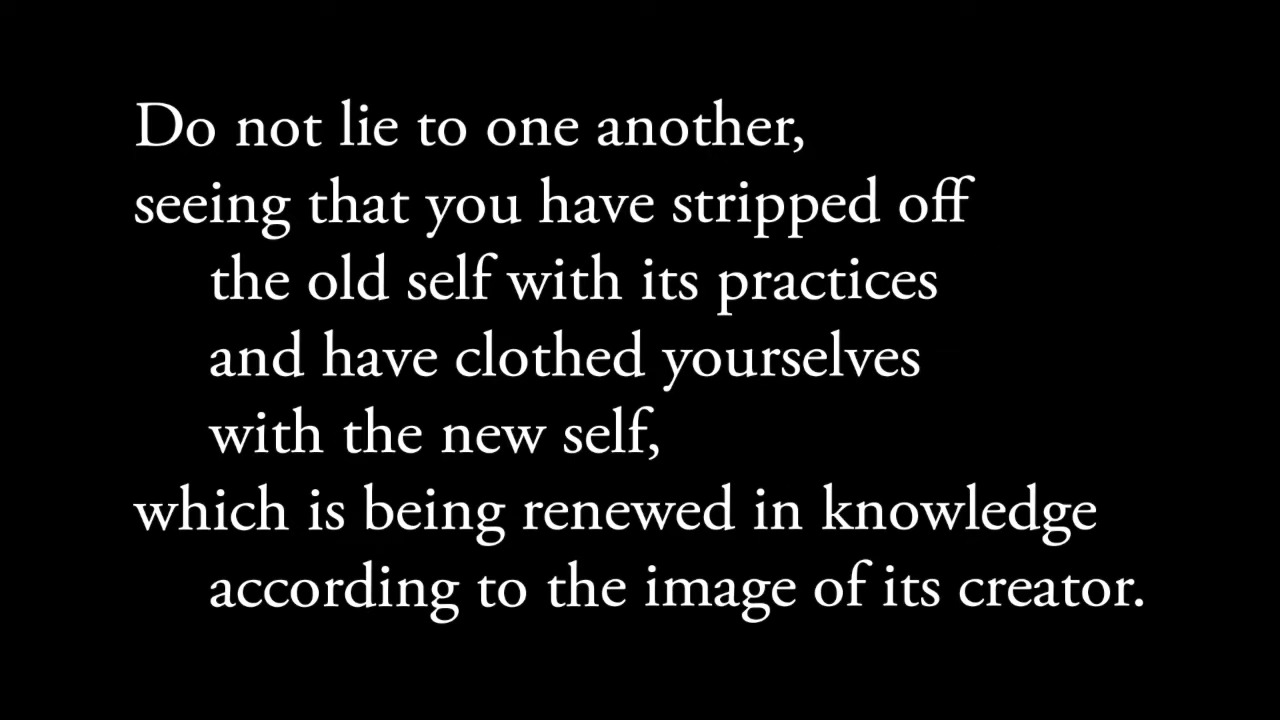 Do not lie to one another,
seeing that you have stripped off
the old self with its practices
and have clothed yourselves
with the new self,
which is being renewed in knowledge
according to the image of its creator.